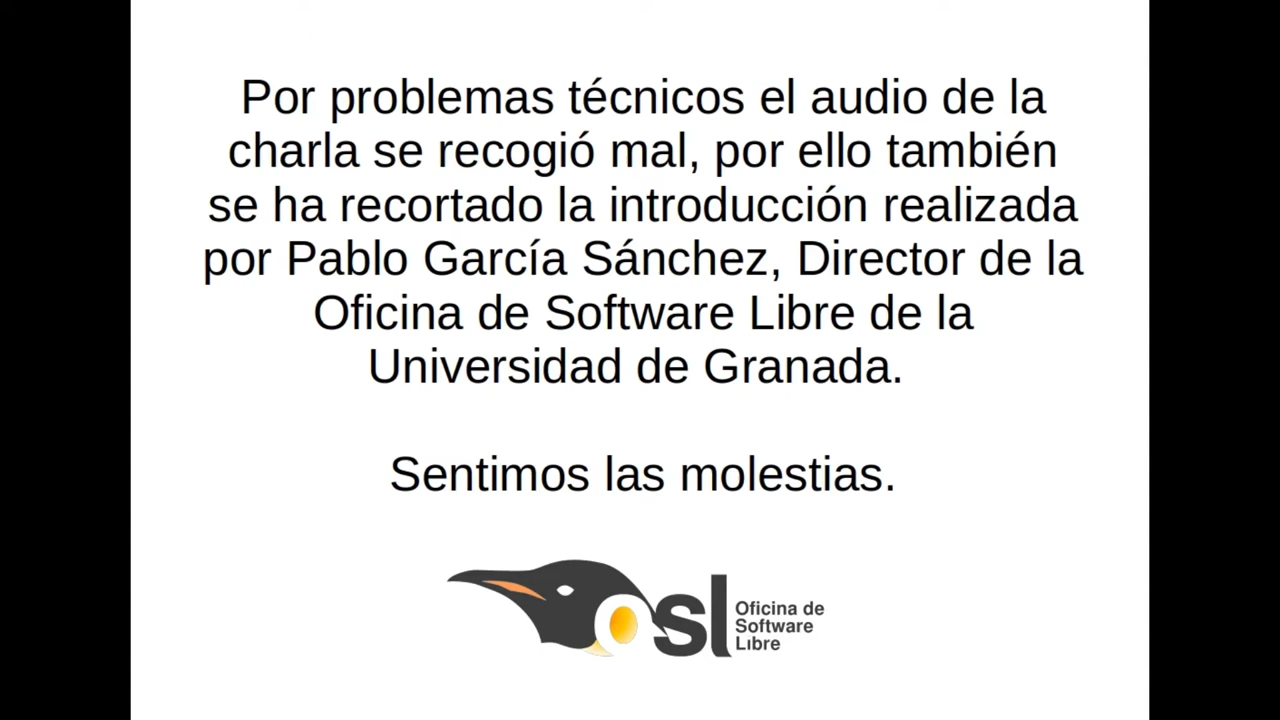 Por problemas técnicos el audio de la
charla se recogió mal, por ello también
se ha recortado la introducción realizada
por Pablo García Sánchez, Director de la
Oficina de Software Libre de la
Universidad de Granada.
Sentimos las molestias.
osl
Oficina de
Software
Libre